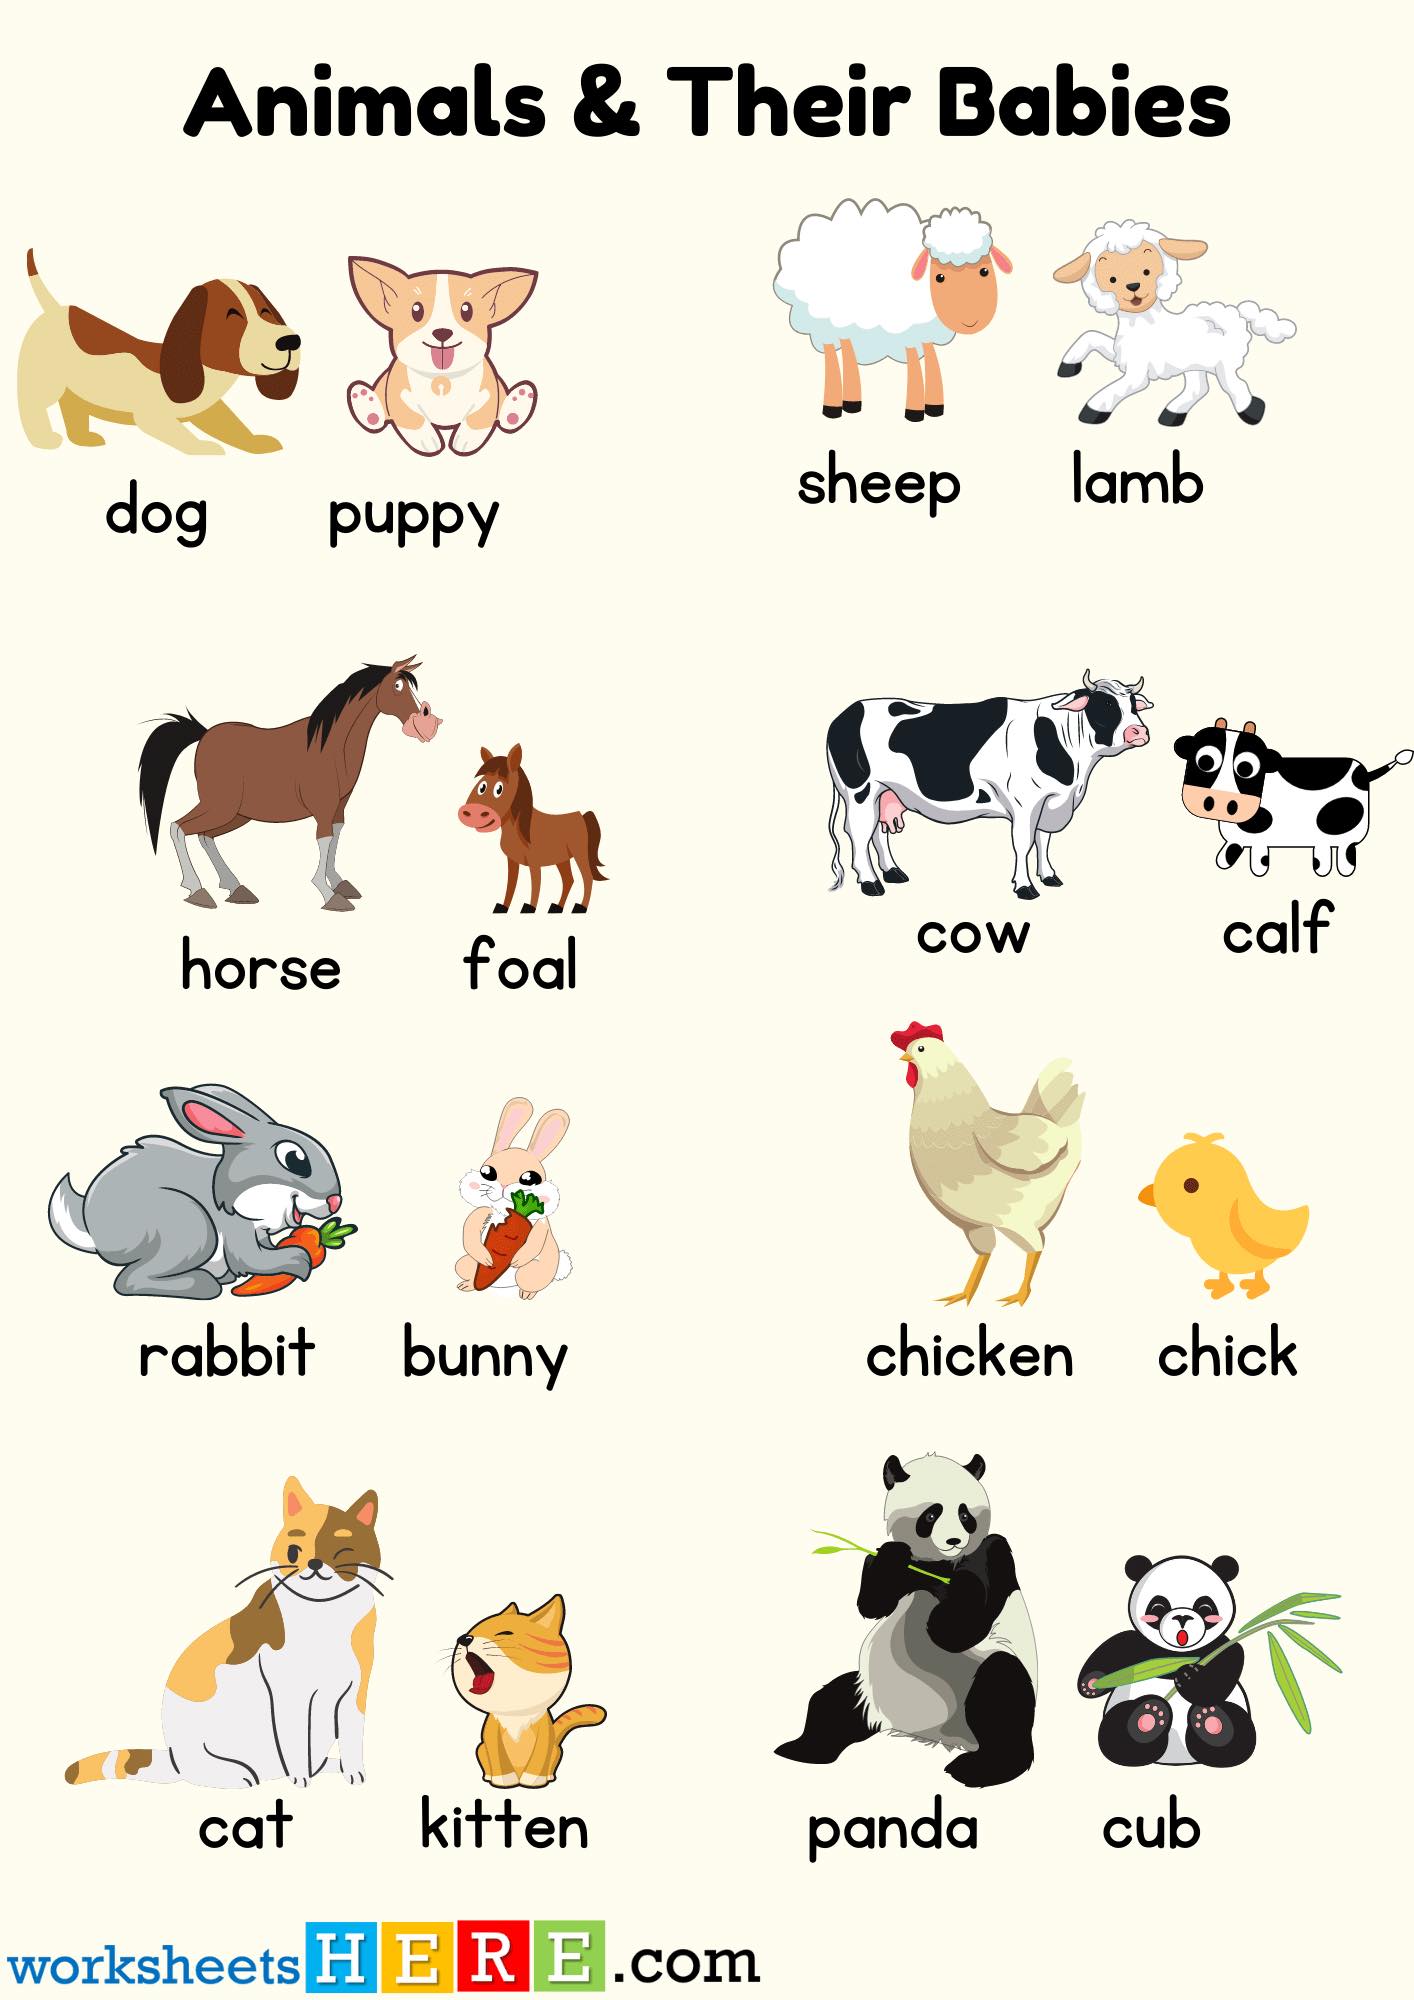 Animals & Their Babies
dog puppy
sheep lamb
horse foal
cow calf
rabbit bunny
chicken chick
cat kitten
panda cub
worksheetsHERE.com